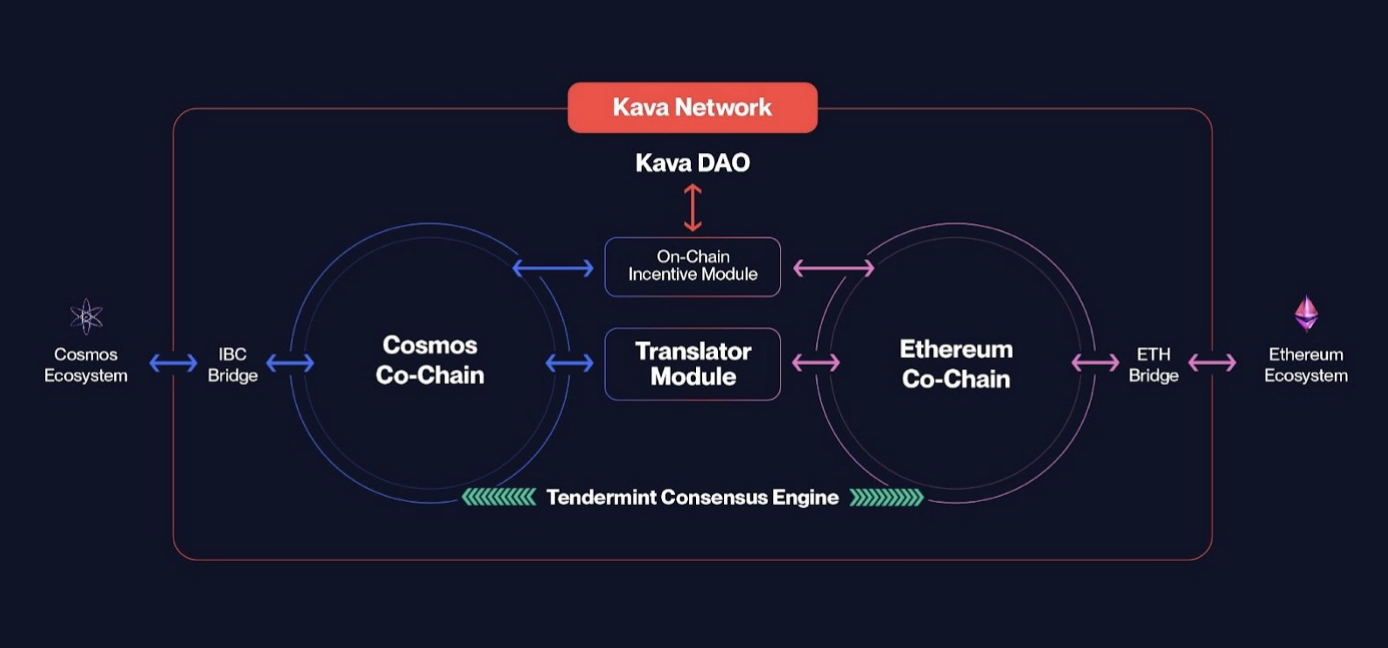 Kava Network
Kava DAO
On-Chain
Incentive Module
Cosmos
Ecosystem
IBC
Bridge
Cosmos
Co-Chain
Translator
Module
Ethereum
Co-Chain
ETH
Bridge
Ethereum
Ecosystem
Tendermint Consensus Engine